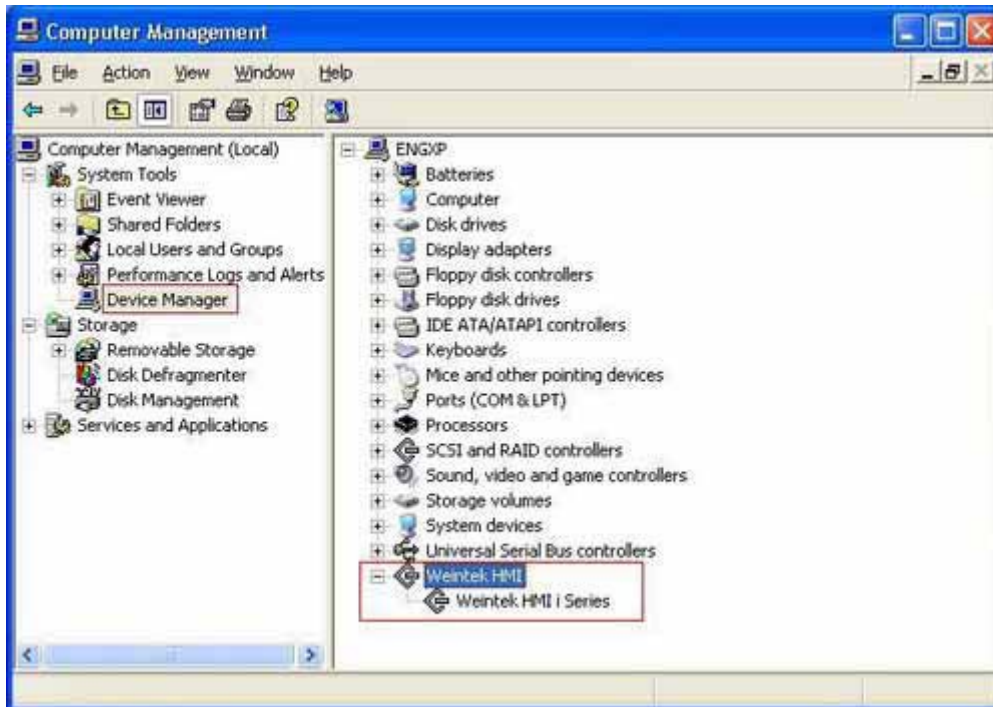 Computer Management
File Action View Window Help
Computer Management (Local)
System Tools
Event Viewer
Shared Folders
Local Users and Groups
Performance Logs and Alerts
Device Manager
Storage
Removable Storage
Disk Defragmenter
Disk Management
Services and Applications
ENGXP
Batteries
Computer
Disk drives
Display adapters
Floppy disk controllers
Floppy disk drives
IDE ATA/ATAPI controllers
Keyboards
Mice and other pointing devices
Ports (COM & LPT)
Processors
SCSI and RAID controllers
Sound, video and game controllers
Storage volumes
System devices
Universal Serial Bus controllers
Weintek HMI
Weintek HMI i Series